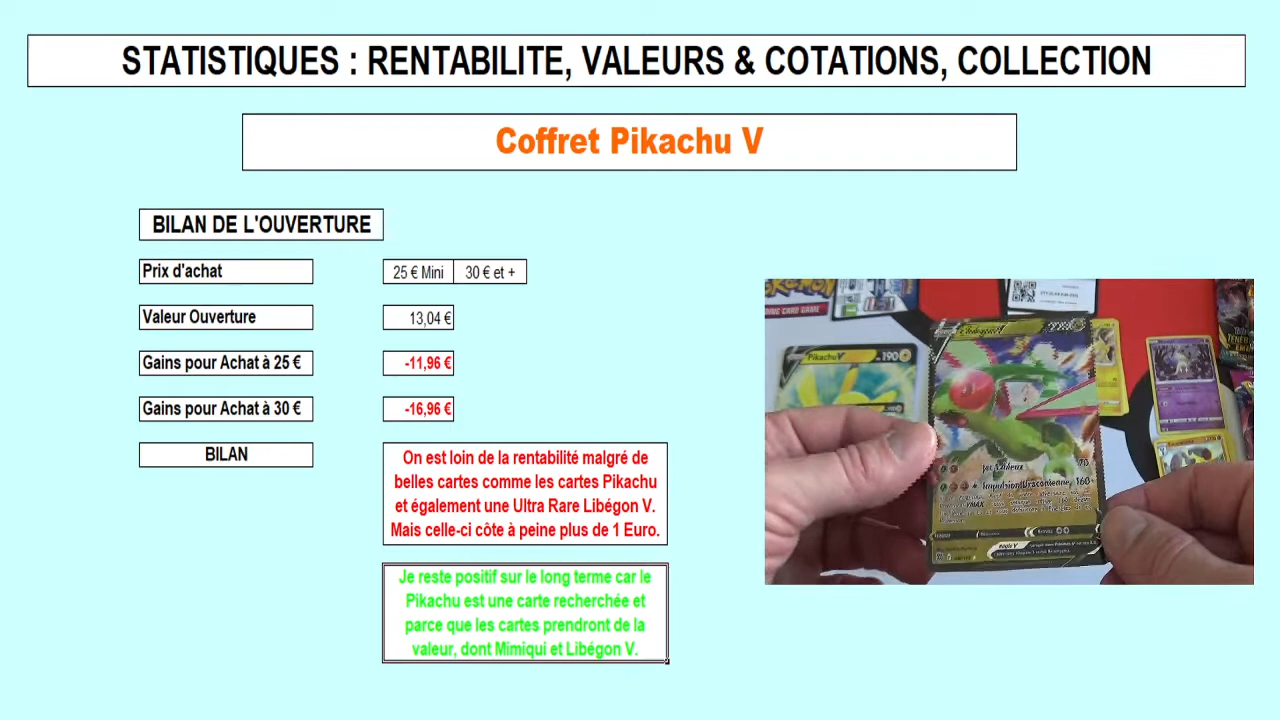 STATISTIQUES : RENTABILITE, VALEURS & COTATIONS, COLLECTION
Coffret Pikachu V
BILAN DE L'OUVERTURE
Prix d'achat
25 € Mini
30 € et +
Valeur Ouverture
13,04 €
Gains pour Achat à 25 €
-11,96 €
Gains pour Achat à 30 €
-16,96 €
BILAN
On est loin de la rentabilité malgré de
belles cartes comme les cartes Pikachu
et également une Ultra Rare Libégon V.
Mais celle-ci côte à peine plus de 1 Euro.
Je reste positif sur le long terme car le
Pikachu est une carte recherchée et
parce que les cartes prendront de la
valeur, dont Mimiqui et Libégon V.
Pikachu V
190
70
160
VMAX